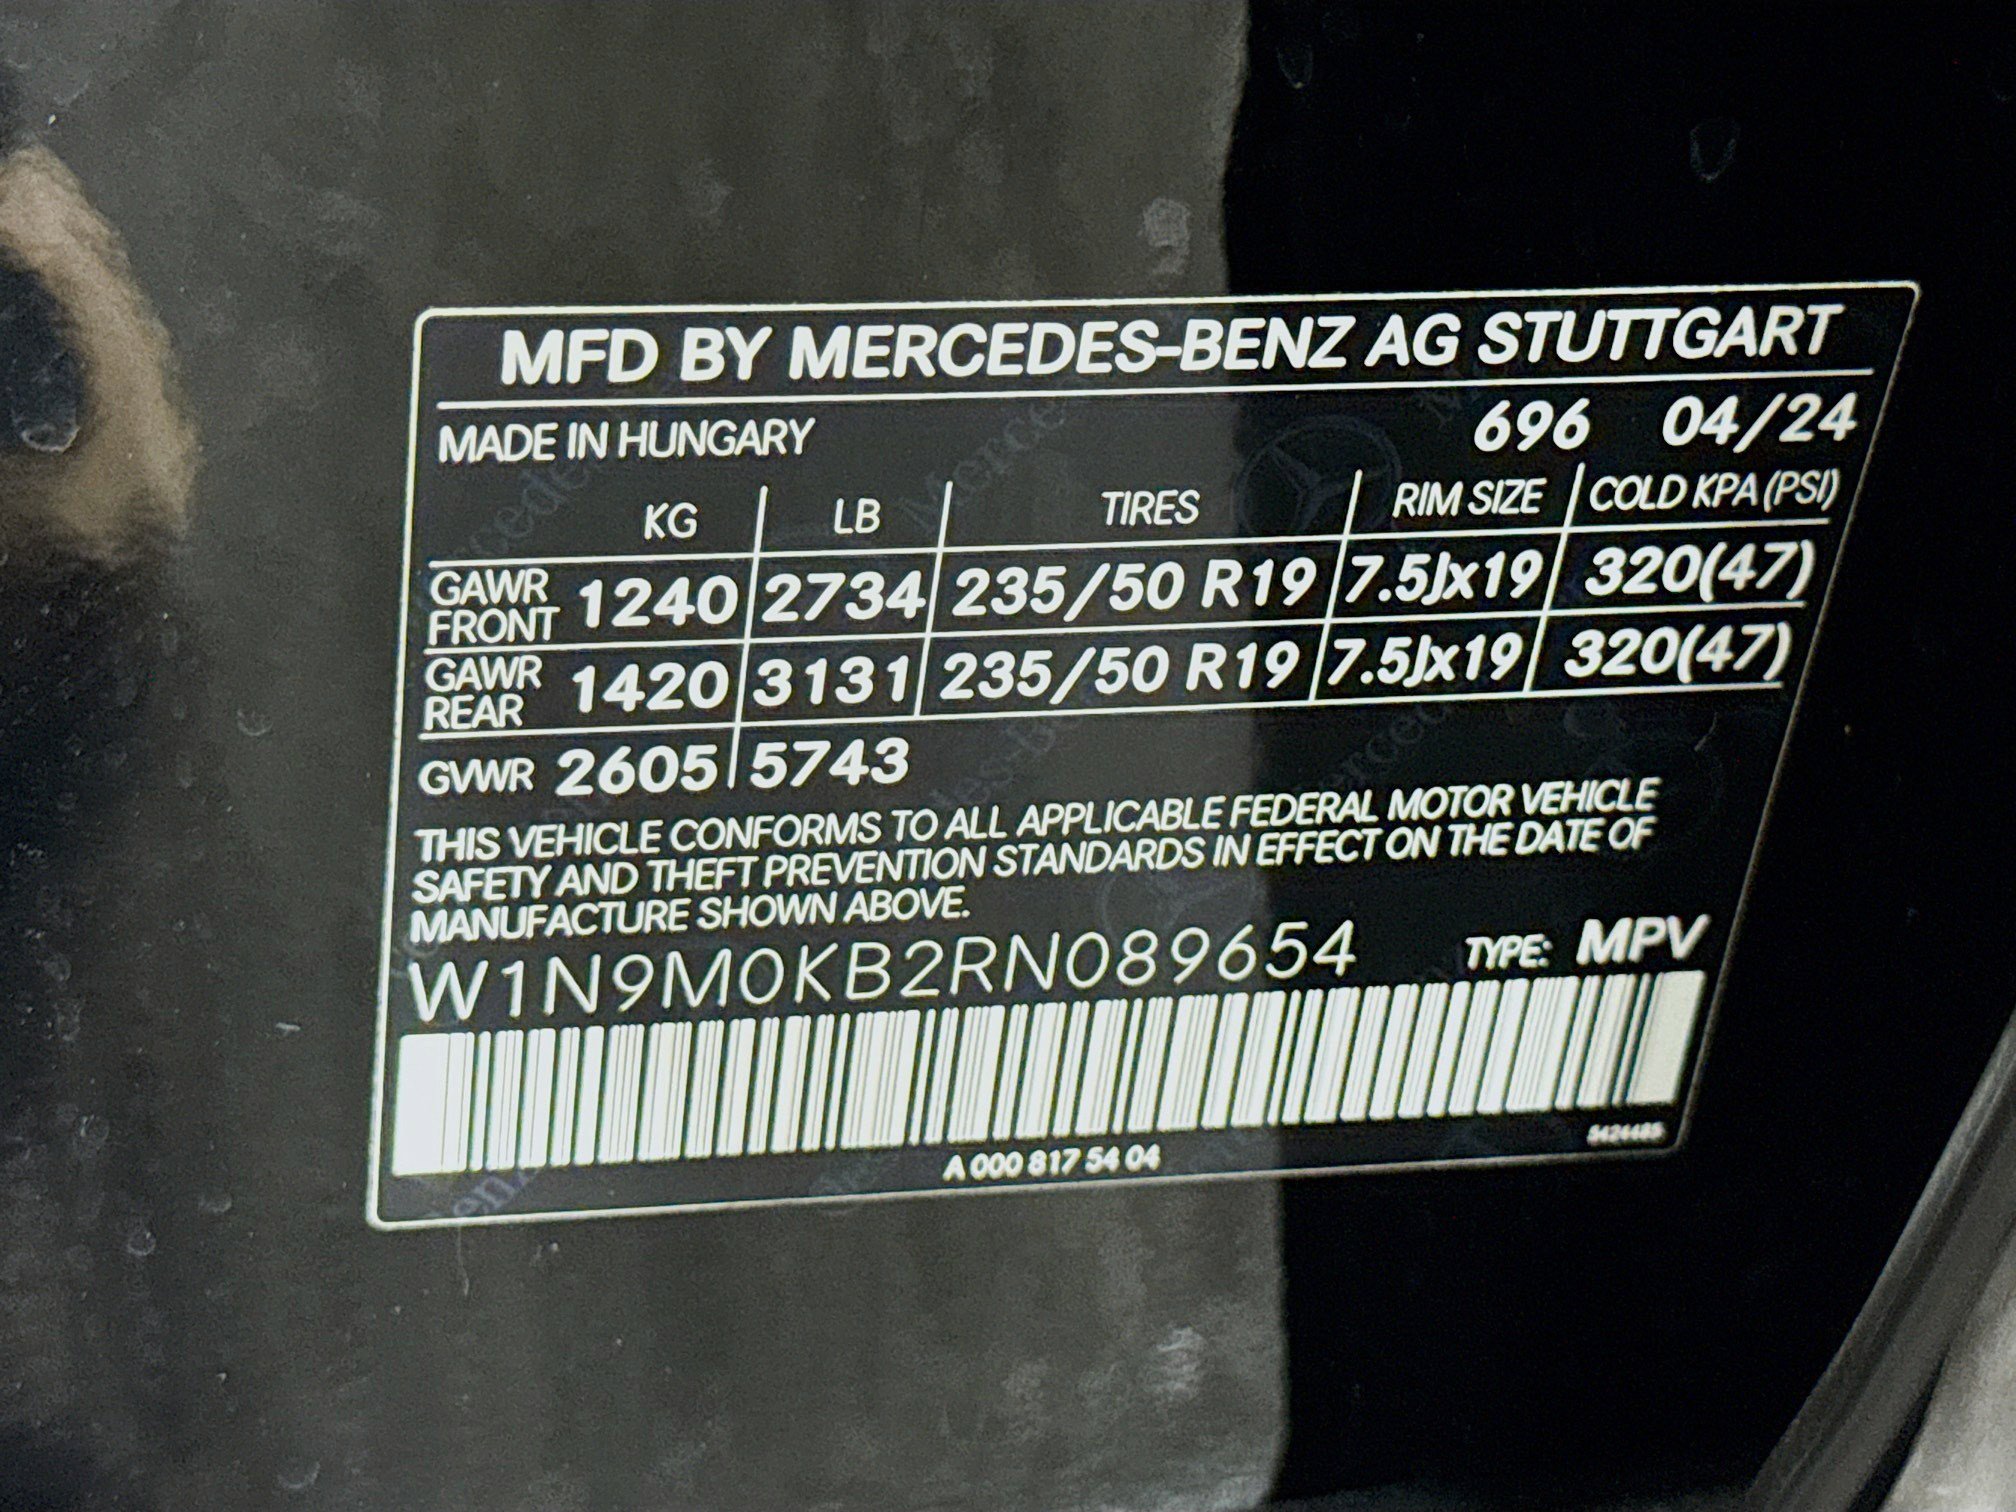 MFD BY MERCEDES-BENZ AG STUTTGART
MADE IN HUNGARY 696 04/24
KG LB TIRES RIM SIZE COLD KPA (PSI)
GAWR FRONT 1240 2734 235/50 R19 7.5Jx19 320(47)
GAWR REAR 1420 3131 235/50 R19 7.5Jx19 320(47)
GVWR 2605 5743
THIS VEHICLE CONFORMS TO ALL APPLICABLE FEDERAL MOTOR VEHICLE
SAFETY AND THEFT PREVENTION STANDARDS IN EFFECT ON THE DATE OF
MANUFACTURE SHOWN ABOVE.
W1N9M0KB2RN089654 TYPE: MPV
A 000 817 54 04